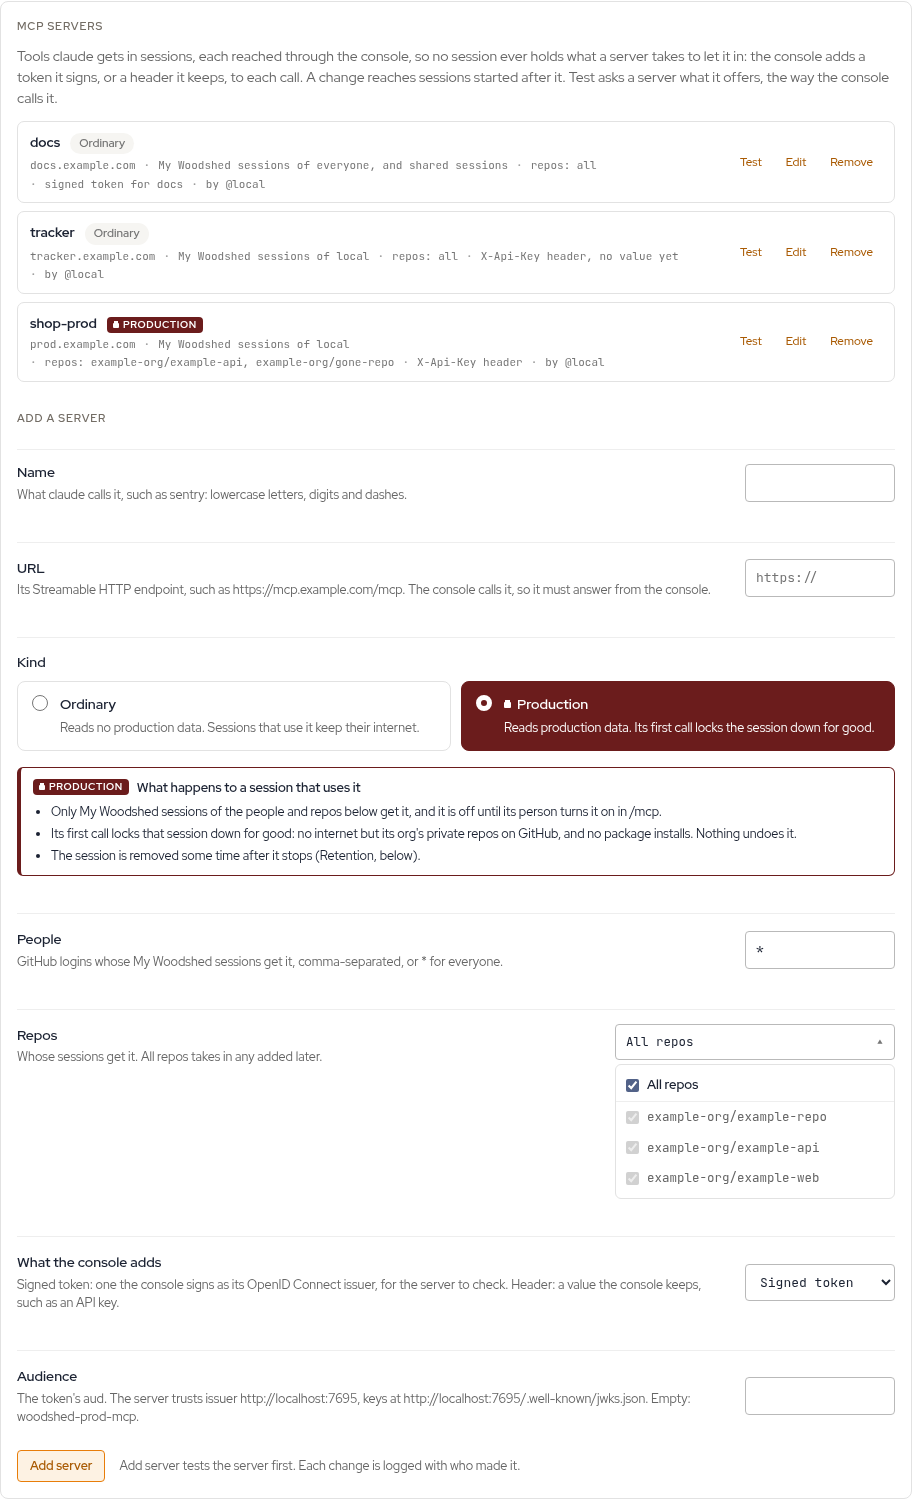 MCP SERVERS
Tools claude gets in sessions, each reached through the console, so no session ever holds what a server takes to let it in: the console adds a
token it signs, or a header it keeps, to each call. A change reaches sessions started after it. Test asks a server what it offers, the way the console
calls it.
docs Ordinary
docs.example.com · My Woodshed sessions of everyone, and shared sessions · repos: all
· signed token for docs · by @local
Test Edit Remove
tracker Ordinary
tracker.example.com · My Woodshed sessions of local · repos: all · X-Api-Key header, no value yet
· by @local
Test Edit Remove
shop-prod PRODUCTION
prod.example.com · My Woodshed sessions of local
· repos: example-org/example-api, example-org/gone-repo · X-Api-Key header · by @local
Test Edit Remove
ADD A SERVER
Name
What claude calls it, such as sentry: lowercase letters, digits and dashes.
URL
Its Streamable HTTP endpoint, such as https://mcp.example.com/mcp. The console calls it, so it must answer from the console.
https://
Kind
Ordinary
Reads no production data. Sessions that use it keep their internet.
Production
Reads production data. Its first call locks the session down for good.
PRODUCTION What happens to a session that uses it
• Only My Woodshed sessions of the people and repos below get it, and it is off until its person turns it on in /mcp.
• Its first call locks that session down for good: no internet but its org's private repos on GitHub, and no package installs. Nothing undoes it.
• The session is removed some time after it stops (Retention, below).
People
GitHub logins whose My Woodshed sessions get it, comma-separated, or * for everyone.
*
Repos
Whose sessions get it. All repos takes in any added later.
All repos
All repos
example-org/example-repo
example-org/example-api
example-org/example-web
What the console adds
Signed token: one the console signs as its OpenID Connect issuer, for the server to check. Header: a value the console keeps,
such as an API key.
Signed token
Audience
The token's aud. The server trusts issuer http://localhost:7695, keys at http://localhost:7695/.well-known/jwks.json. Empty:
woodshed-prod-mcp.
Add server
Add server tests the server first. Each change is logged with who made it.